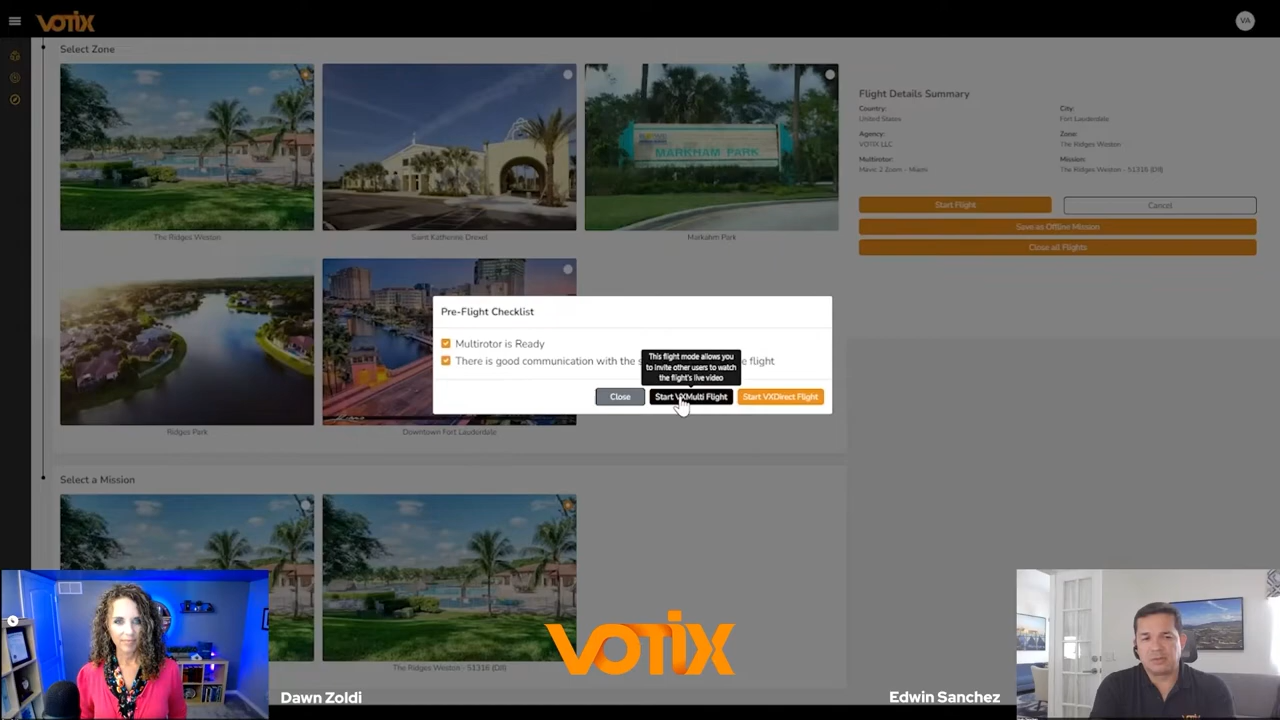 VOTIX
VA
Select Zone
The Ridges Weston
Saint Katherine Drexel
MARKHAM PARK
Markahm Park
Ridges Park
Downtown Fort Lauderdale
Flight Details Summary
Country:
United States
City:
Fort Lauderdale
Agency:
VOTIX LLC
Zone:
The Ridges Weston
Multirotor:
Mavic 2 Zoom - Miami
Mission:
The Ridges Weston - 51316 (DII)
Start Flight
Cancel
Save as Offline Mission
Close all Flights
Pre-Flight Checklist
Multirotor is Ready
There is good communication with the s
e flight
This flight mode allows you
to invite other users to watch
the flight's live video
Close
Start VXMulti Flight
Start VXDirect Flight
Select a Mission
The Ridges Weston - 51316 (DII)
VOTIX
Dawn Zoldi
Edwin Sanchez